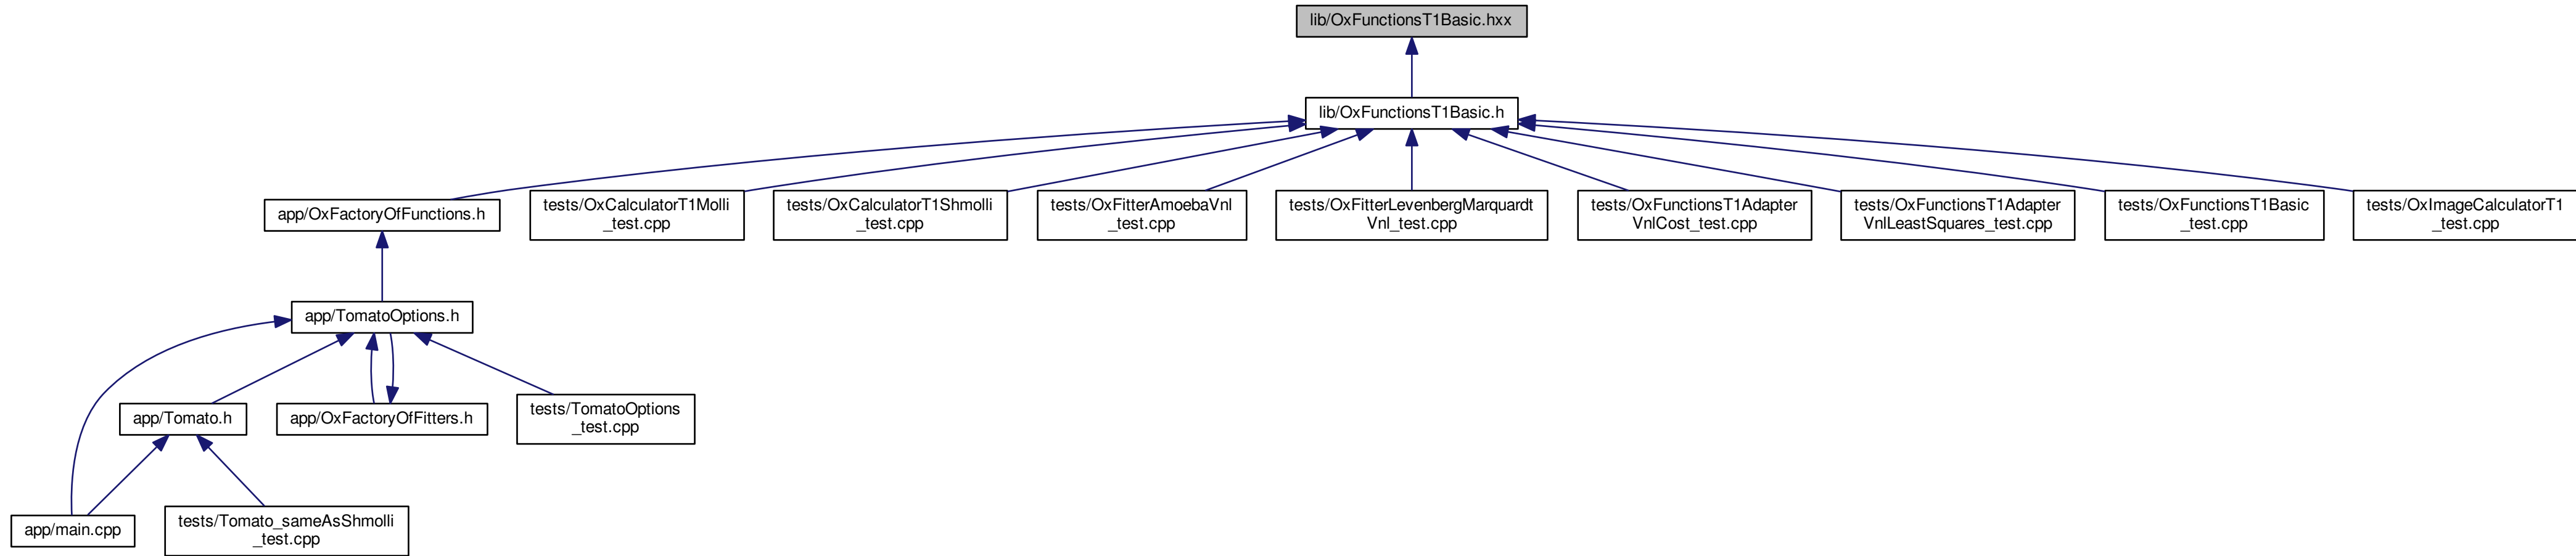 lib/OxFunctionsT1Basic.hxx
lib/OxFunctionsT1Basic.h
app/OxFactoryOfFunctions.h
tests/OxCalculatorT1Molli
_test.cpp
tests/OxCalculatorT1Shmolli
_test.cpp
tests/OxFitterAmoebaVnl
_test.cpp
tests/OxFitterLevenbergMarquardt
Vnl_test.cpp
tests/OxFunctionsT1Adapter
VnlCost_test.cpp
tests/OxFunctionsT1Adapter
VnlLeastSquares_test.cpp
tests/OxFunctionsT1Basic
_test.cpp
tests/OxImageCalculatorT1
_test.cpp
app/TomatoOptions.h
app/Tomato.h
app/OxFactoryOfFitters.h
tests/TomatoOptions
_test.cpp
app/main.cpp
tests/Tomato_sameAsShmolli
_test.cpp